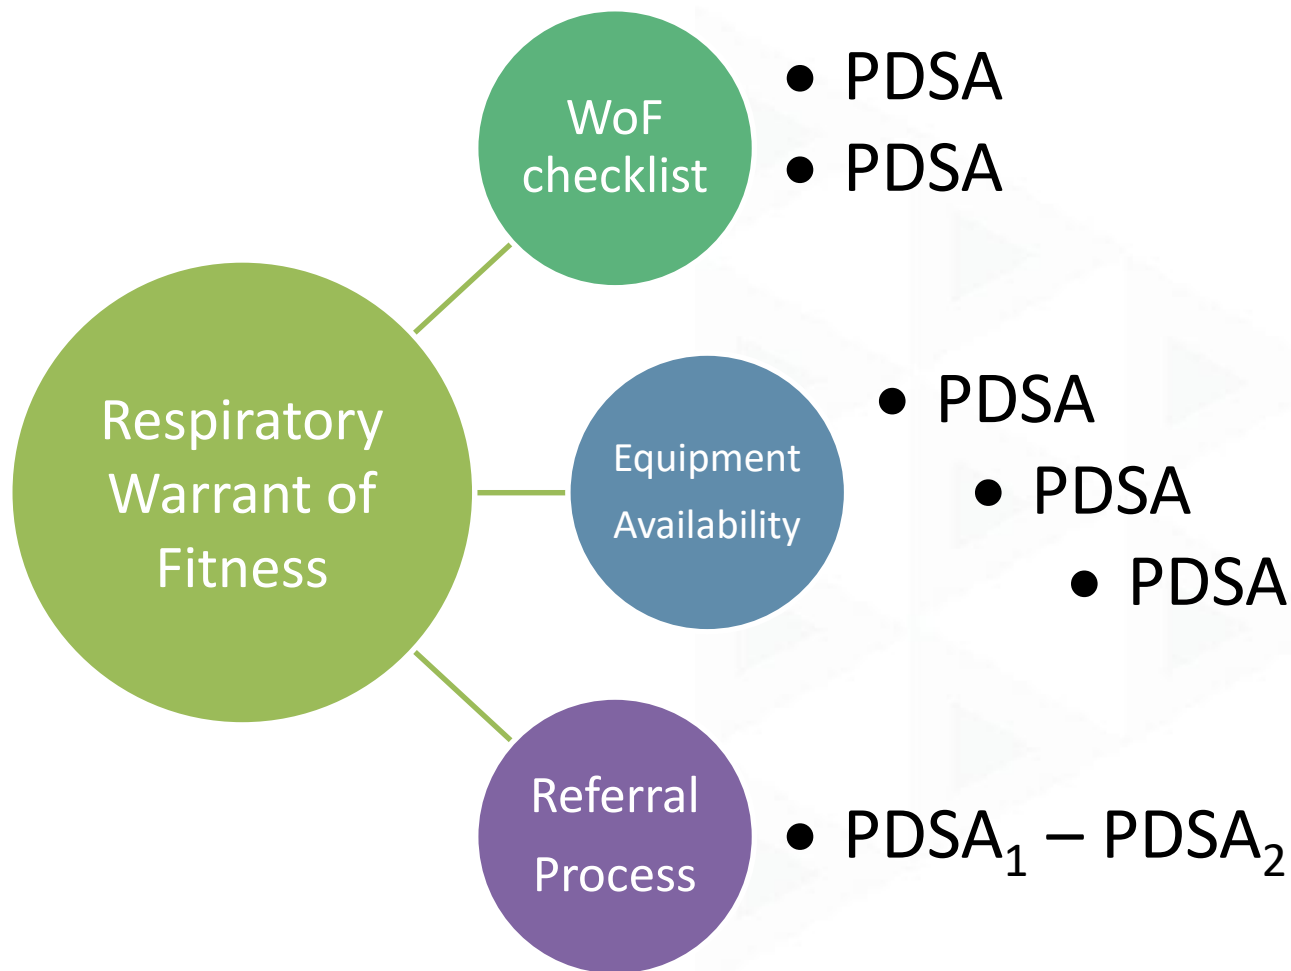 WoF
checklist
• PDSA
• PDSA
Respiratory
Warrant of
Fitness
Equipment
Availability
• PDSA
• PDSA
• PDSA
Referral
Process
• PDSA₁ – PDSA₂